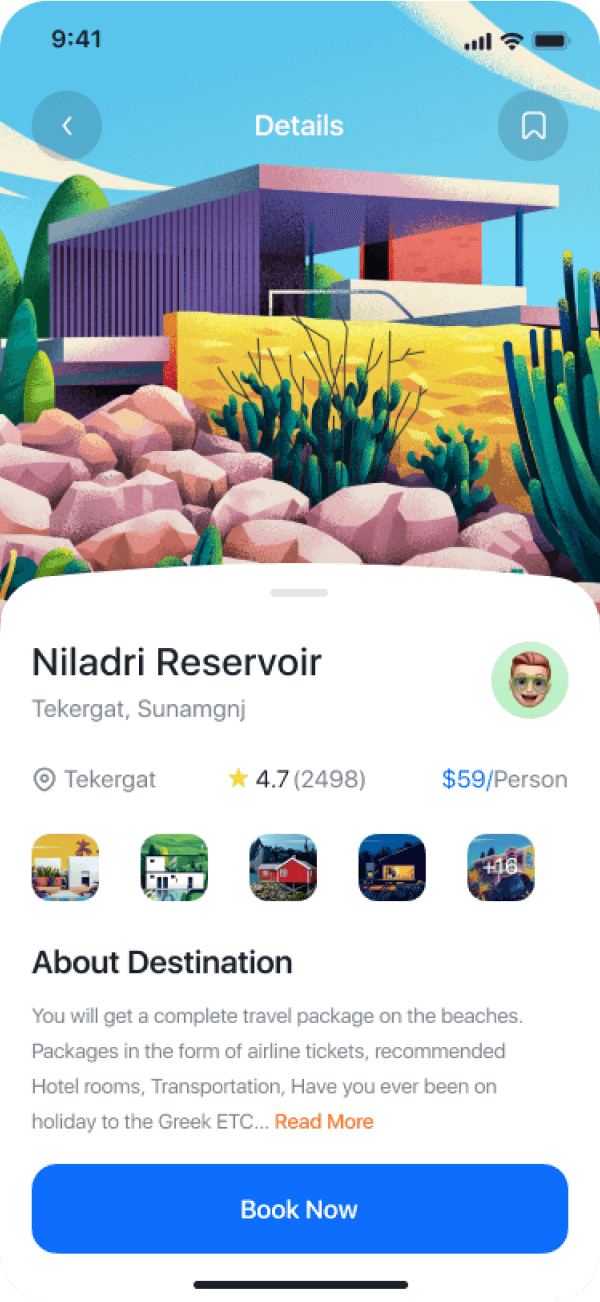 9:41
Details
Niladri Reservoir
Tekergat, Sunamgnj
Tekergat
4.7 (2498)
$59/Person
+16
About Destination
You will get a complete travel package on the beaches.
Packages in the form of airline tickets, recommended
Hotel rooms, Transportation, Have you ever been on
holiday to the Greek ETC... Read More
Book Now